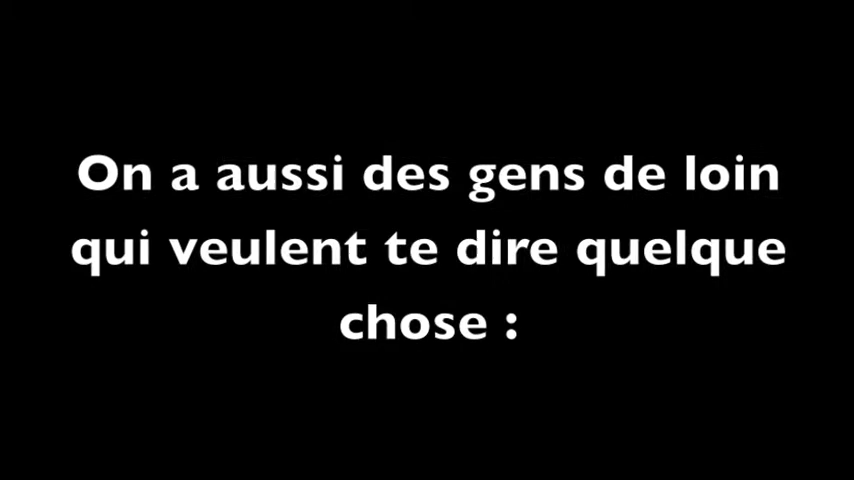 On a aussi des gens de loin
qui veulent te dire quelque
chose :